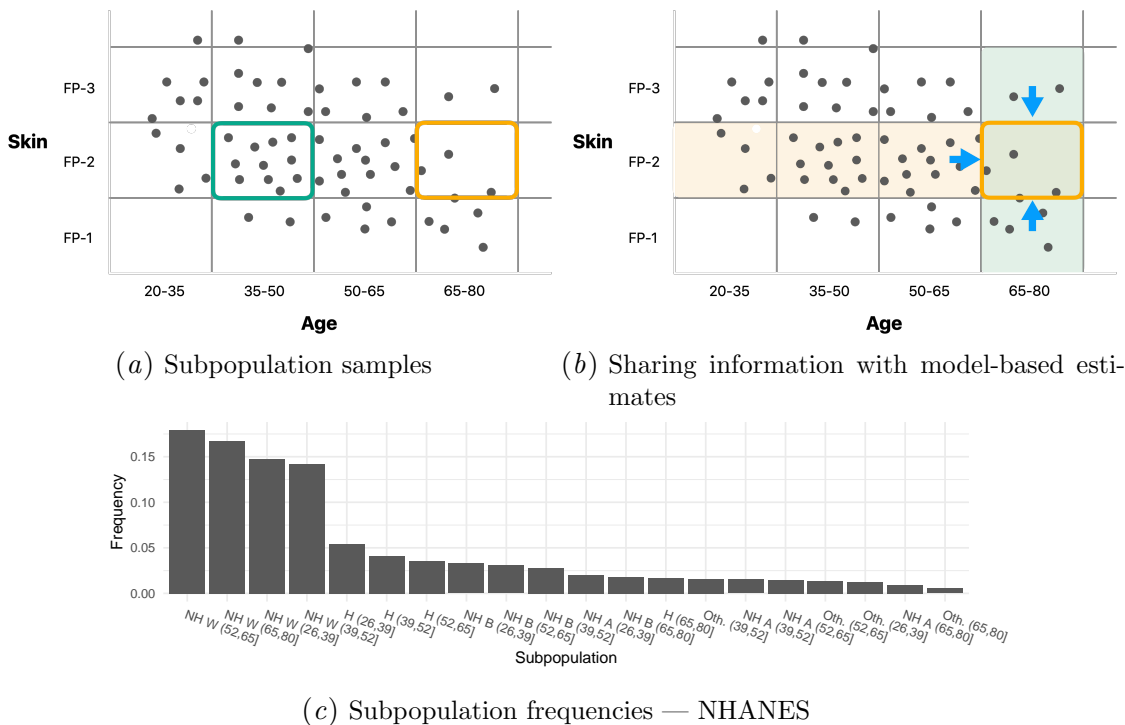 FP-3
Skin
FP-2
FP-1
20-35 35-50 50-65 65-80
Age
(a) Subpopulation samples
FP-3
Skin
FP-2
FP-1
20-35 35-50 50-65 65-80
Age
(b) Sharing information with model-based esti-
mates
Frequency
0.15
0.10
0.05
0.00
NH W (52,65]
NH W (65,80]
NH W (26,39]
NH W (39,52]
H (26,39]
H (39,52]
H (52,65]
NH B (26,39]
NH B (52,65]
NH B (39,52]
NH A (26,39]
NH B (65,80]
H (65,80]
Oth. (39,52]
NH A (39,52]
NH A (52,65]
Oth. (52,65]
Oth. (26,39]
NH A (65,80]
Oth. (65,80]
Subpopulation
(c) Subpopulation frequencies — NHANES